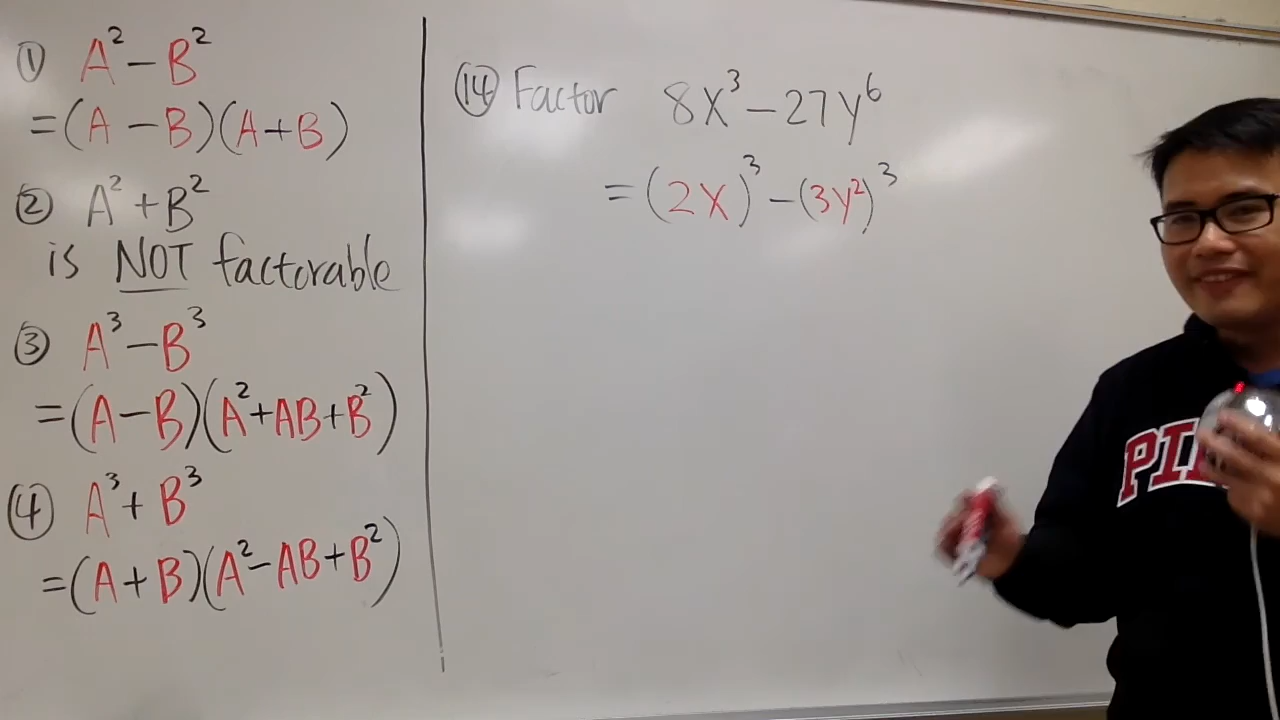 ① A² − B²
= (A − B)(A + B)
② A² + B²
is NOT factorable
③ A³ − B³
= (A − B)(A² + AB + B²)
④ A³ + B³
= (A + B)(A² − AB + B²)
⑭ Factor 8x³ − 27y⁶
= (2x)³ − (3y²)³